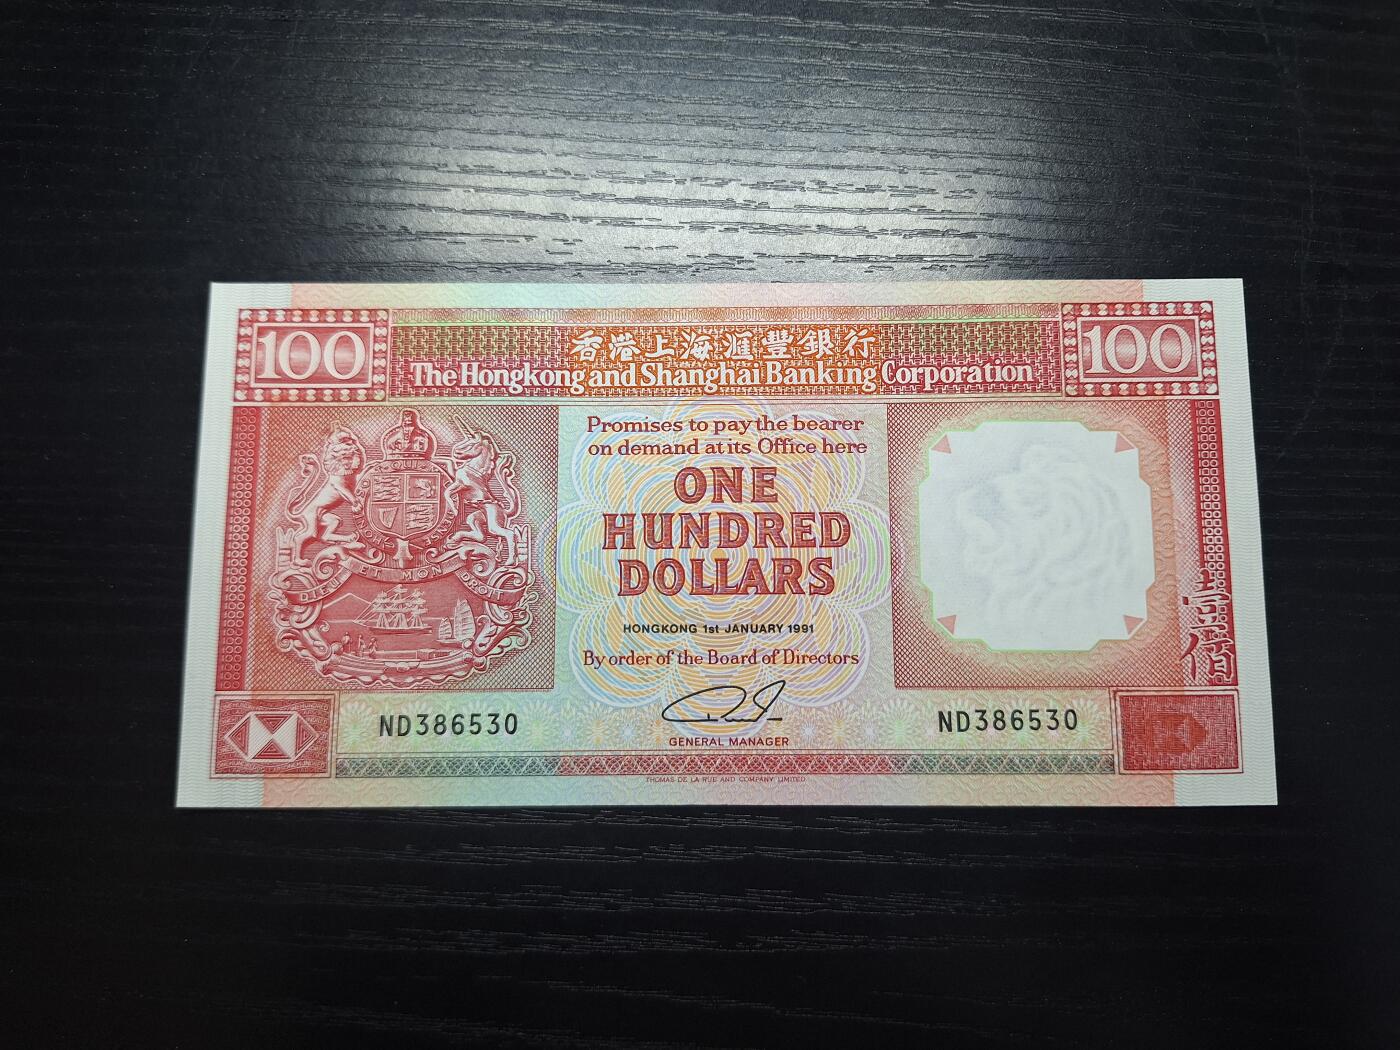 100
100
香港上海滙豐銀行
The Hongkong and Shanghai Banking Corporation
Promises to pay the bearer
on demand at its Office here
ONE
HUNDRED
DOLLARS
DIEU ET MON DROIT
HONGKONG 1st JANUARY 1991
By order of the Board of Directors
壹佰
ND386530
ND386530
GENERAL MANAGER
THOMAS DE LA RUE AND COMPANY LIMITED